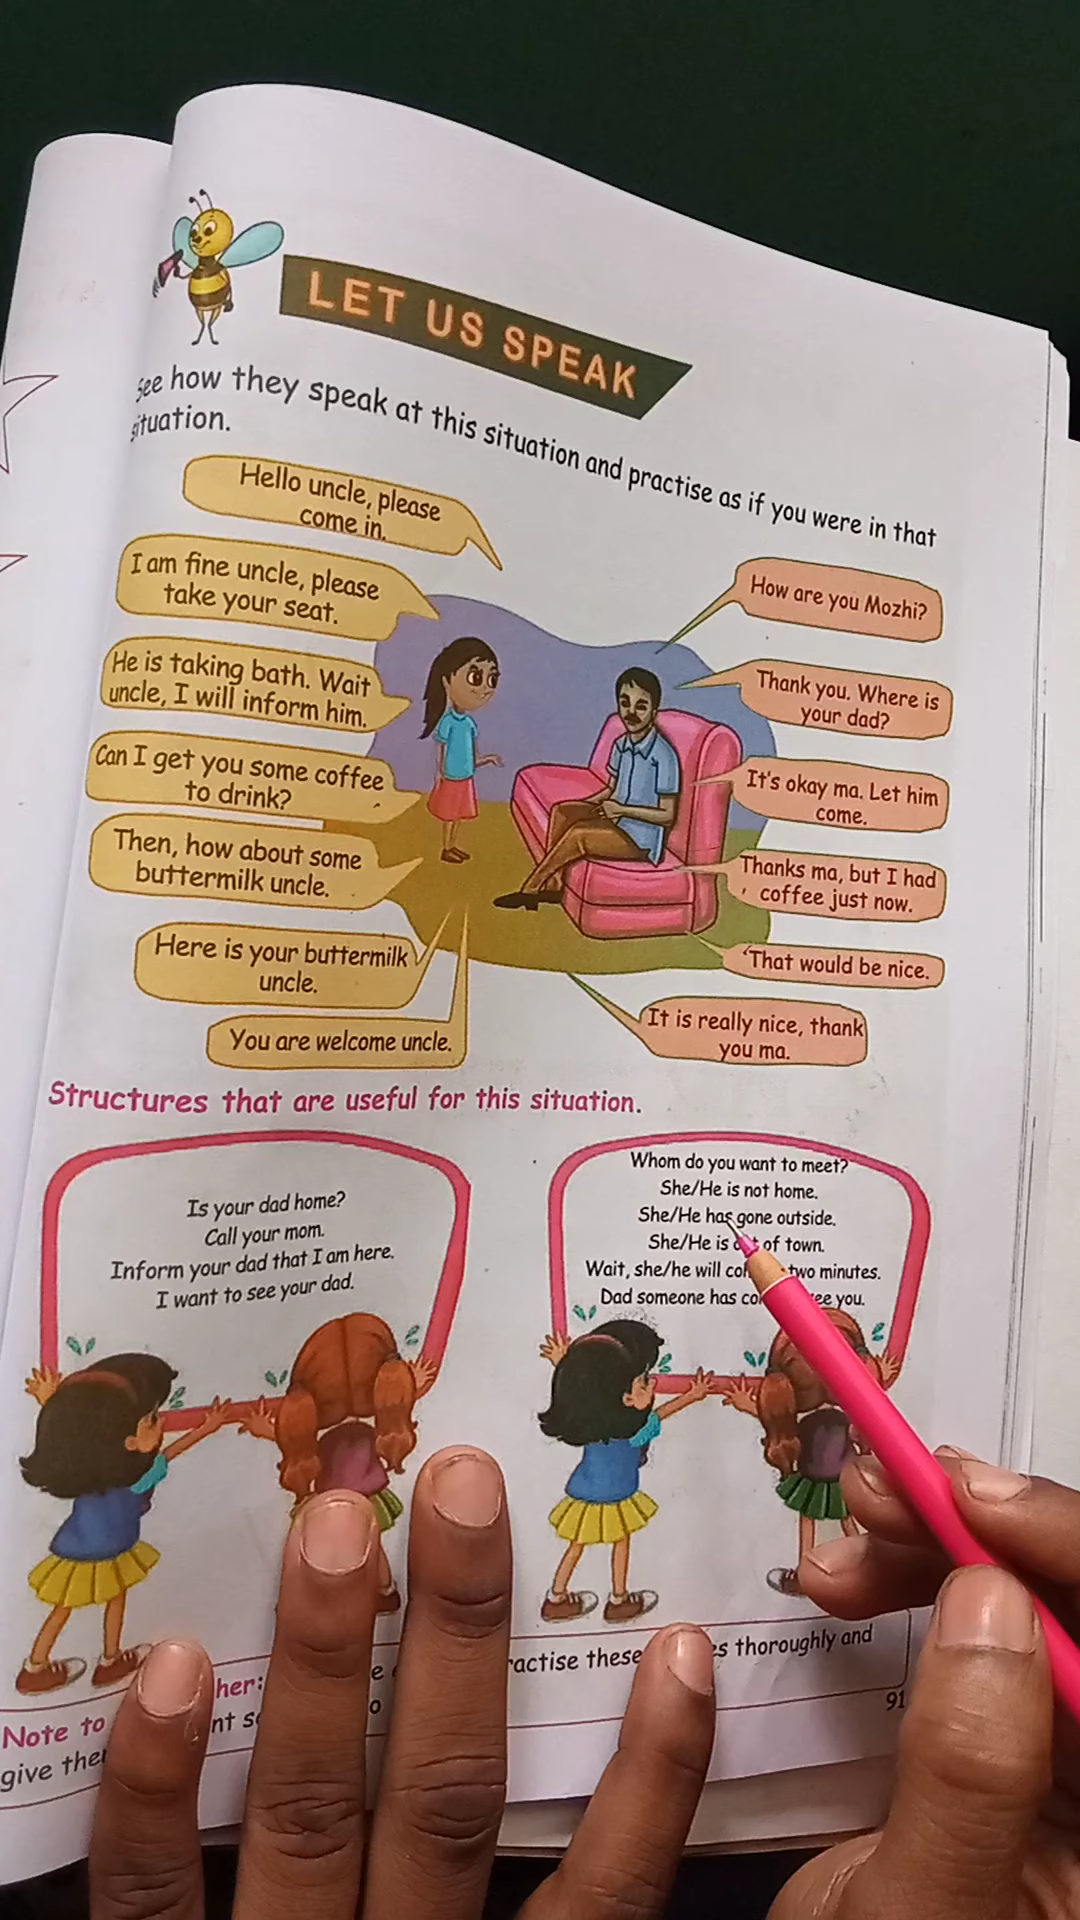 LET US SPEAK
See how they speak at this situation and practise as if you were in that
situation.
Hello uncle, please
come in.
How are you Mozhi?
I am fine uncle, please
take your seat.
Thank you. Where is
your dad?
He is taking bath. Wait
uncle, I will inform him.
It's okay ma. Let him
come.
Can I get you some coffee
to drink?
Thanks ma, but I had
coffee just now.
Then, how about some
buttermilk uncle.
That would be nice.
Here is your buttermilk
uncle.
It is really nice, thank
you ma.
You are welcome uncle.
Structures that are useful for this situation.
Is your dad home?
Call your mom.
Inform your dad that I am here.
I want to see your dad.
Whom do you want to meet?
She/He is not home.
She/He has gone outside.
She/He is of town.
Wait, she/he will two minutes.
Dad someone has you.
Note to her: practise these thoroughly and
give
91